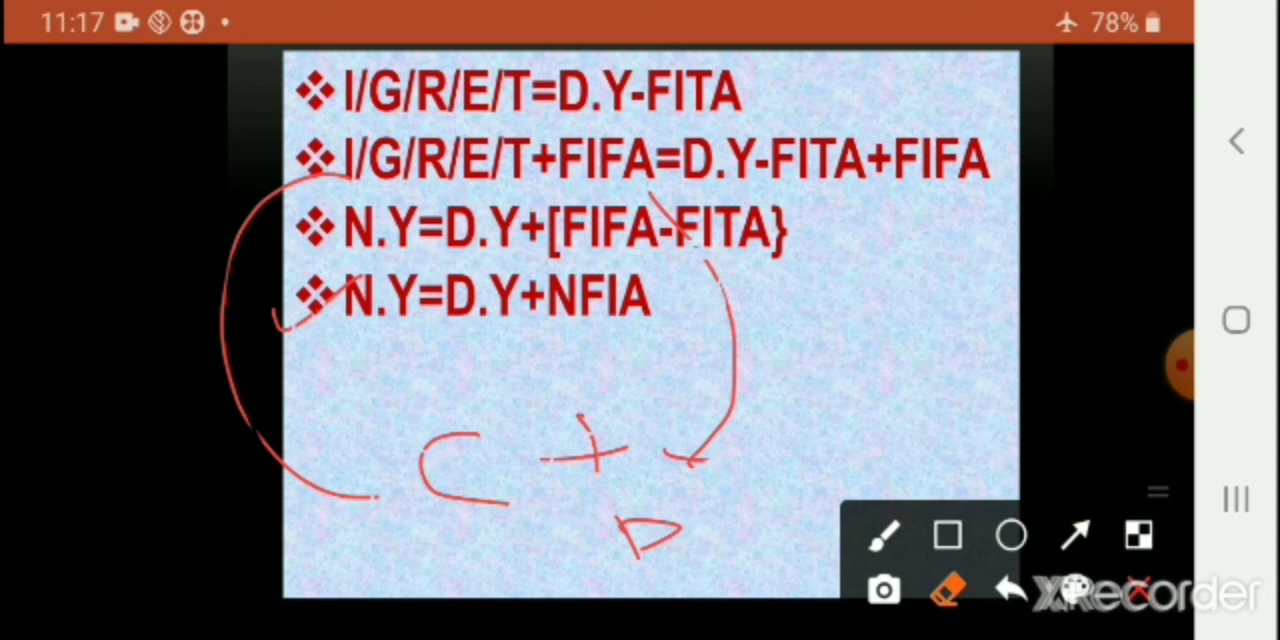 11:17 78%
I/G/R/E/T=D.Y-FITA
I/G/R/E/T+FIFA=D.Y-FITA+FIFA
N.Y=D.Y+[FIFA-FITA}
N.Y=D.Y+NFIA
C +
D
XRecorder